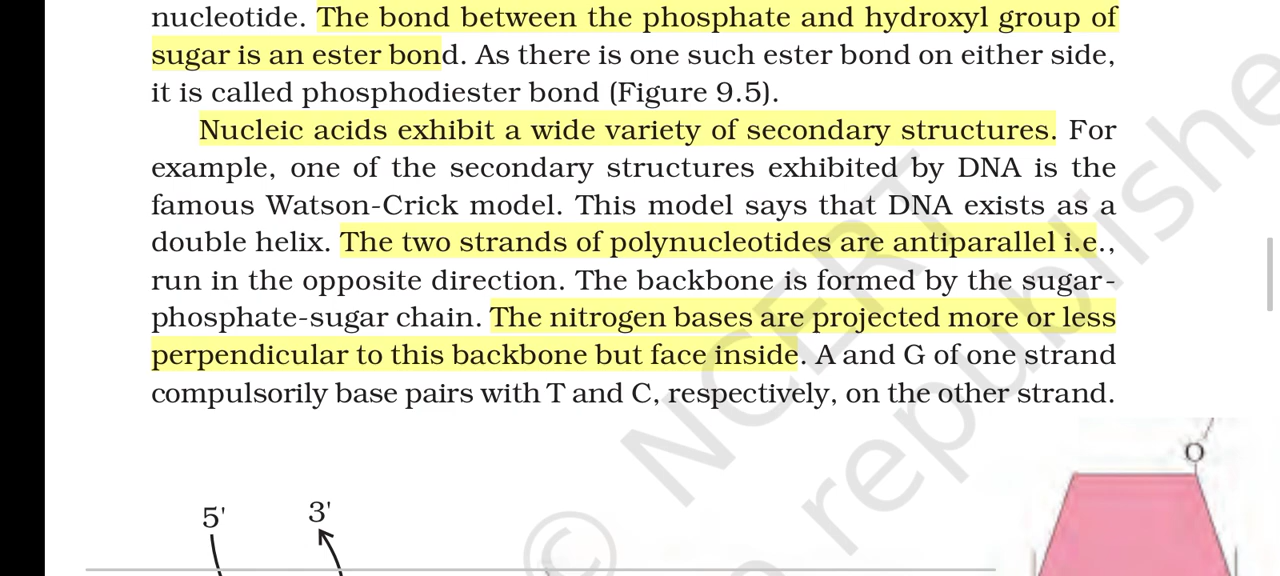 nucleotide. The bond between the phosphate and hydroxyl group of
sugar is an ester bond. As there is one such ester bond on either side,
it is called phosphodiester bond (Figure 9.5).
Nucleic acids exhibit a wide variety of secondary structures. For
example, one of the secondary structures exhibited by DNA is the
famous Watson-Crick model. This model says that DNA exists as a
double helix. The two strands of polynucleotides are antiparallel i.e.,
run in the opposite direction. The backbone is formed by the sugar-
phosphate-sugar chain. The nitrogen bases are projected more or less
perpendicular to this backbone but face inside. A and G of one strand
compulsorily base pairs with T and C, respectively, on the other strand.
O
5' 3'
© NCERT
republishe